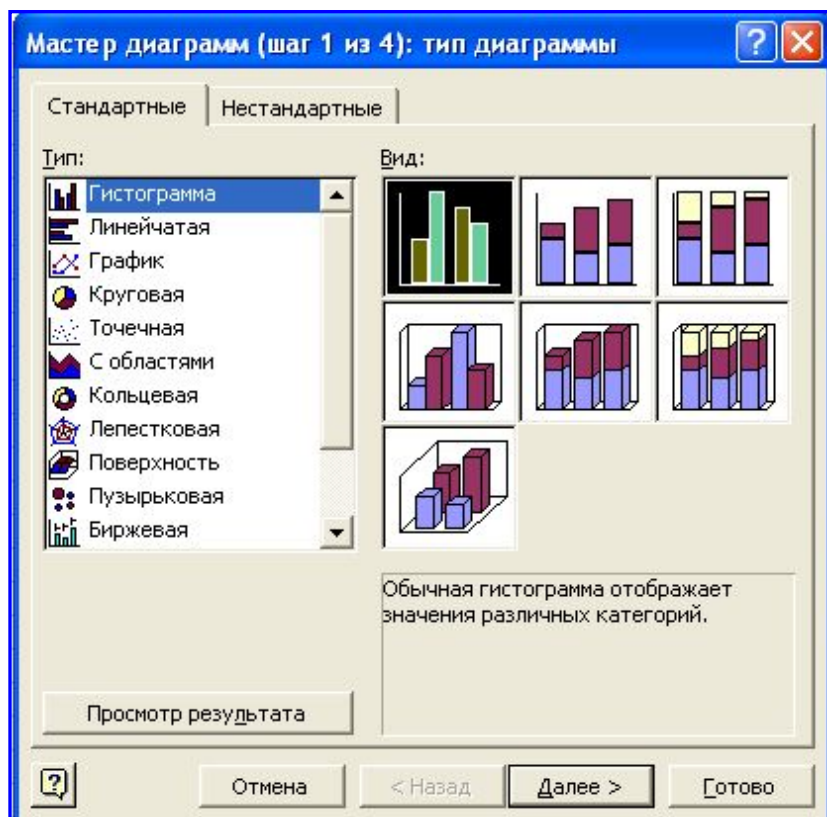 Мастер диаграмм (шаг 1 из 4): тип диаграммы
Стандартные
Нестандартные
Тип:
Гистограмма
Линейчатая
График
Круговая
Точечная
С областями
Кольцевая
Лепестковая
Поверхность
Пузырьковая
Биржевая
Вид:
Обычная гистограмма отображает
значения различных категорий.
Просмотр результата
Отмена
< Назад
Далее >
Готово